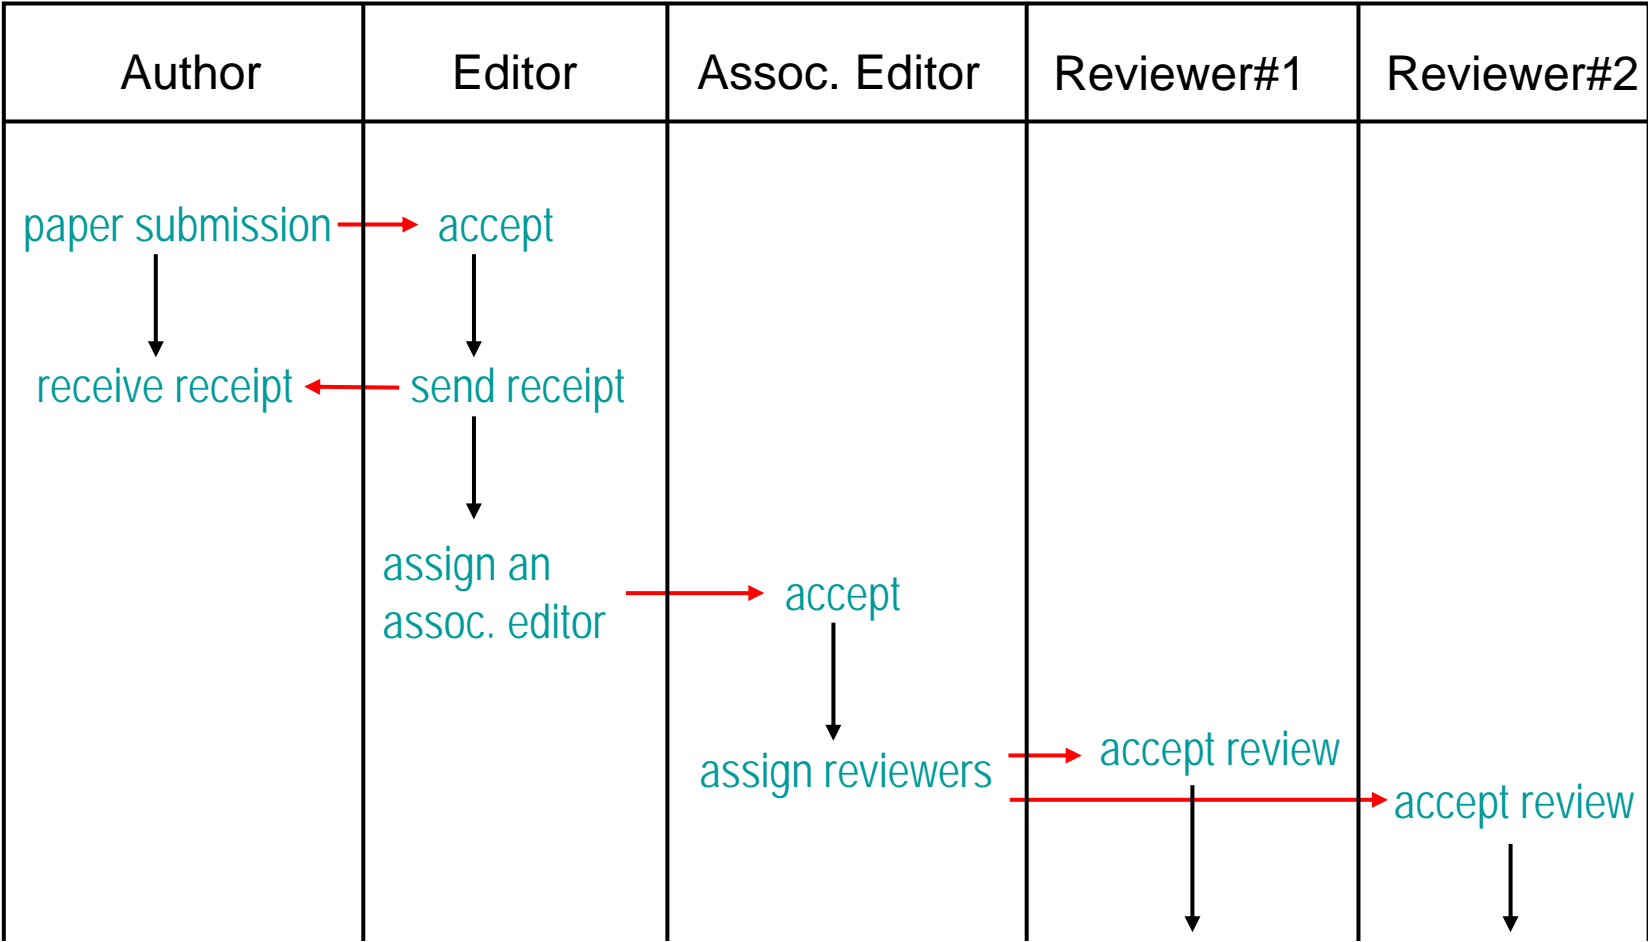 Author
Editor
Assoc. Editor
Reviewer#1
Reviewer#2
paper submission
accept
receive receipt
send receipt
assign an
assoc. editor
accept
assign reviewers
accept review
accept review